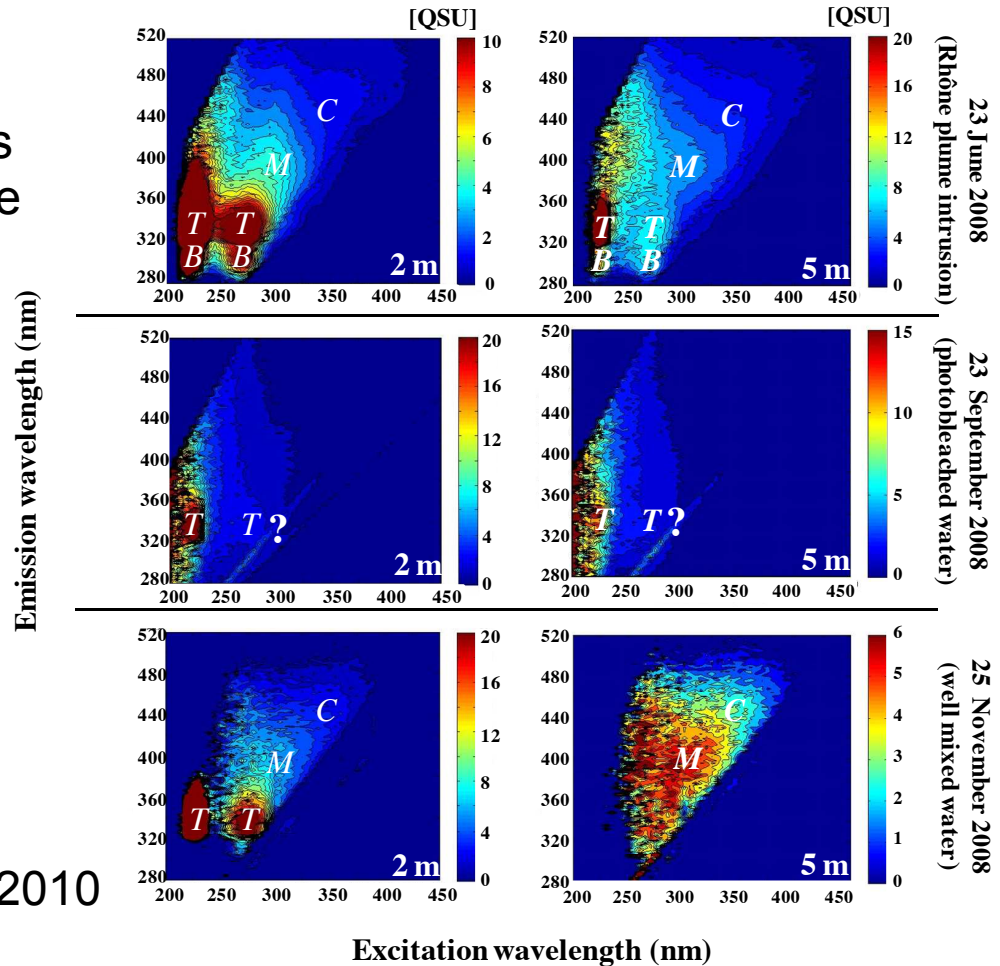 [QSU] [QSU]
520 10 520 20
480 8 480 16
440 C 440 C
6 12
400 M 400 M
s
e
360 4 360 8
T T T T
320 2 320 4
B B B B
280 2 m 0 280 5 m 0
200 250 300 350 400 450 200 250 300 350 400 450
23 June 2008
(Rhône plume intrusion)
520 20 520 15
480 16 480
440 12 440 10
400 400
8
360 360 5
T T ? T T ?
320 4 320
280 2 m 0 280 5 m 0
200 250 300 350 400 450 200 250 300 350 400 450
23 September 2008
(photobleached water)
Emission wavelength (nm)
520 20 520 6
480 16 480 5
440 C 440 C 4
12
400 M 400 M 3
8
360 360 2
T T
320 4 320 1
280 2 m 0 280 5 m 0
200 250 300 350 400 450 200 250 300 350 400 450
25 November 2008
(well mixed water)
2010
Excitation wavelength (nm)